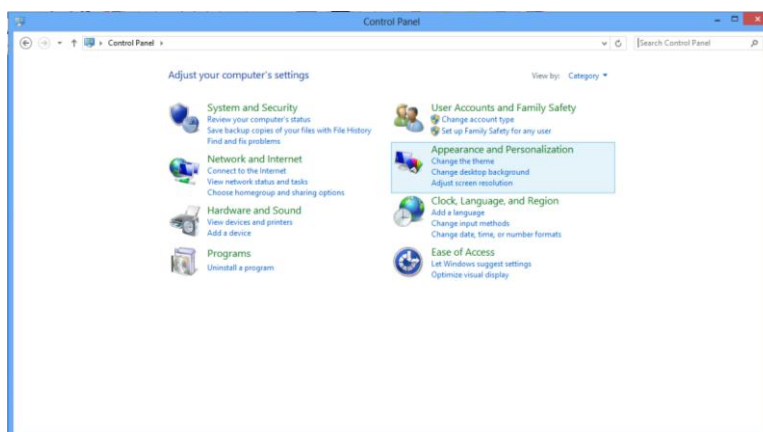 Control Panel
Control Panel
Search Control Panel
Adjust your computer's settings
View by: Category
System and Security
Review your computer's status
Save backup copies of your files with File History
Find and fix problems
Network and Internet
Connect to the Internet
View network status and tasks
Choose homegroup and sharing options
Hardware and Sound
View devices and printers
Add a device
Programs
Uninstall a program
User Accounts and Family Safety
Change account type
Set up Family Safety for any user
Appearance and Personalization
Change the theme
Change desktop background
Adjust screen resolution
Clock, Language, and Region
Add a language
Change input methods
Change date, time, or number formats
Ease of Access
Let Windows suggest settings
Optimize visual display